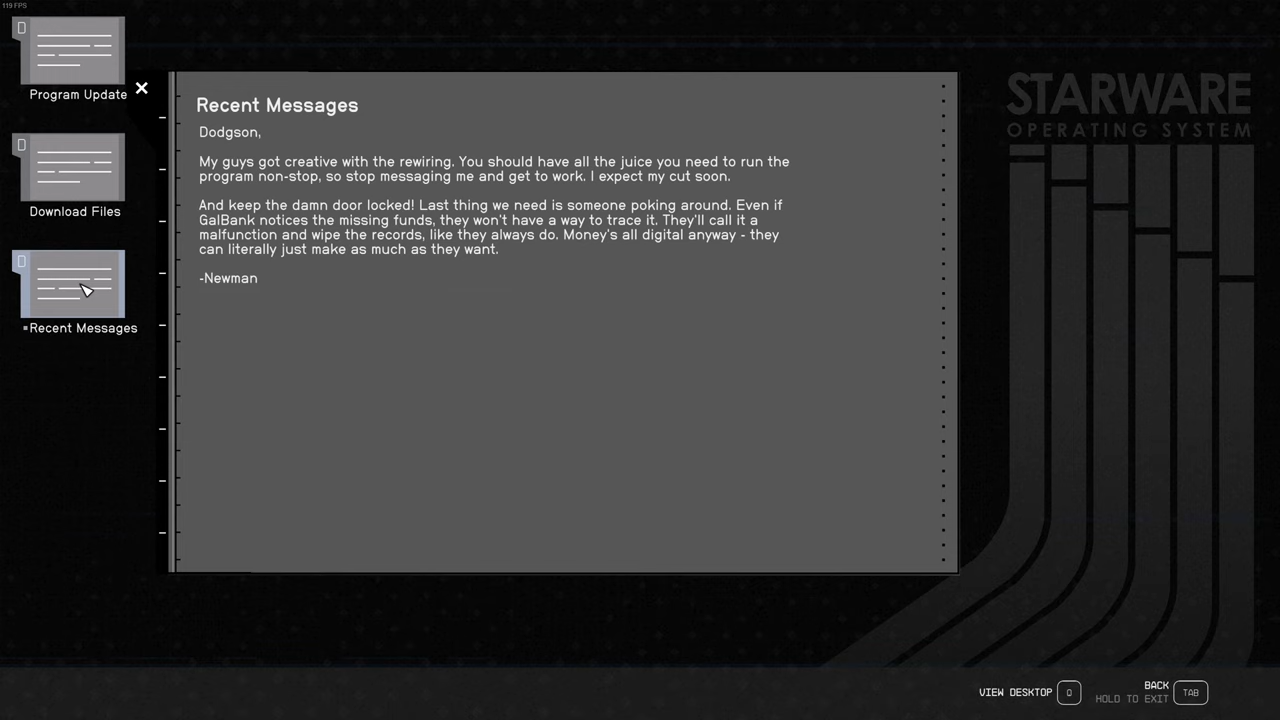 119 FPS
Program Update
Download Files
Recent Messages
Recent Messages
Dodgson,
My guys got creative with the rewiring. You should have all the juice you need to run the
program non-stop, so stop messaging me and get to work. I expect my cut soon.
And keep the damn door locked! Last thing we need is someone poking around. Even if
GalBank notices the missing funds, they won't have a way to trace it. They'll call it a
malfunction and wipe the records, like they always do. Money's all digital anyway - they
can literally just make as much as they want.
-Newman
STARWARE
OPERATING SYSTEM
VIEW DESKTOP Q
BACK
HOLD TO EXIT TAB